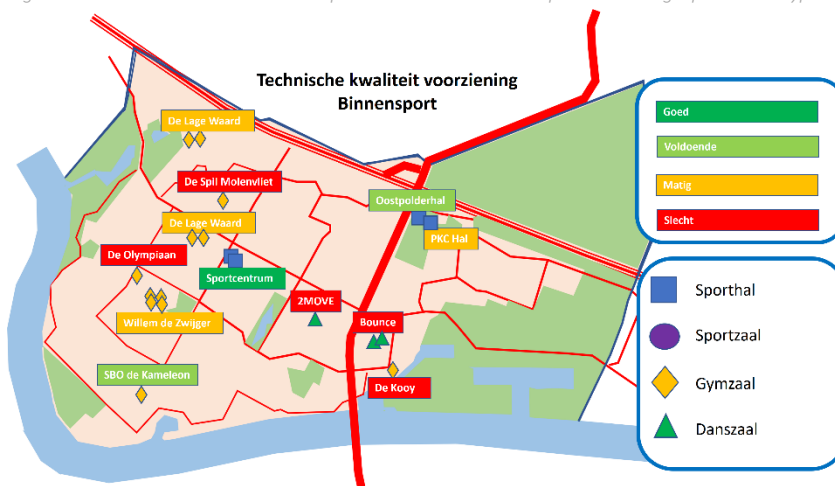 Technische kwaliteit voorziening
Binnensport
De Lage Waard
De Spil Molenvliet
De Lage Waard
De Olympiaan
Sportcentrum
Willem de Zwijger
SBO de Kameleon
Oostpolderhal
PKC Hal
2MOVE
Bounce
De Kooy
Goed
Voldoende
Matig
Slecht
Sporthal
Sportzaal
Gymzaal
Danszaal